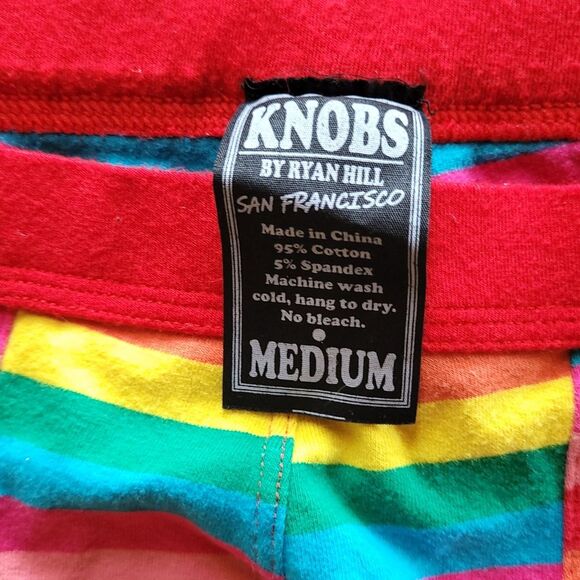 KNOBS
BY RYAN HILL
SAN FRANCISCO
Made in China
95% Cotton
5% Spandex
Machine wash
cold, hang to dry.
No bleach.
MEDIUM